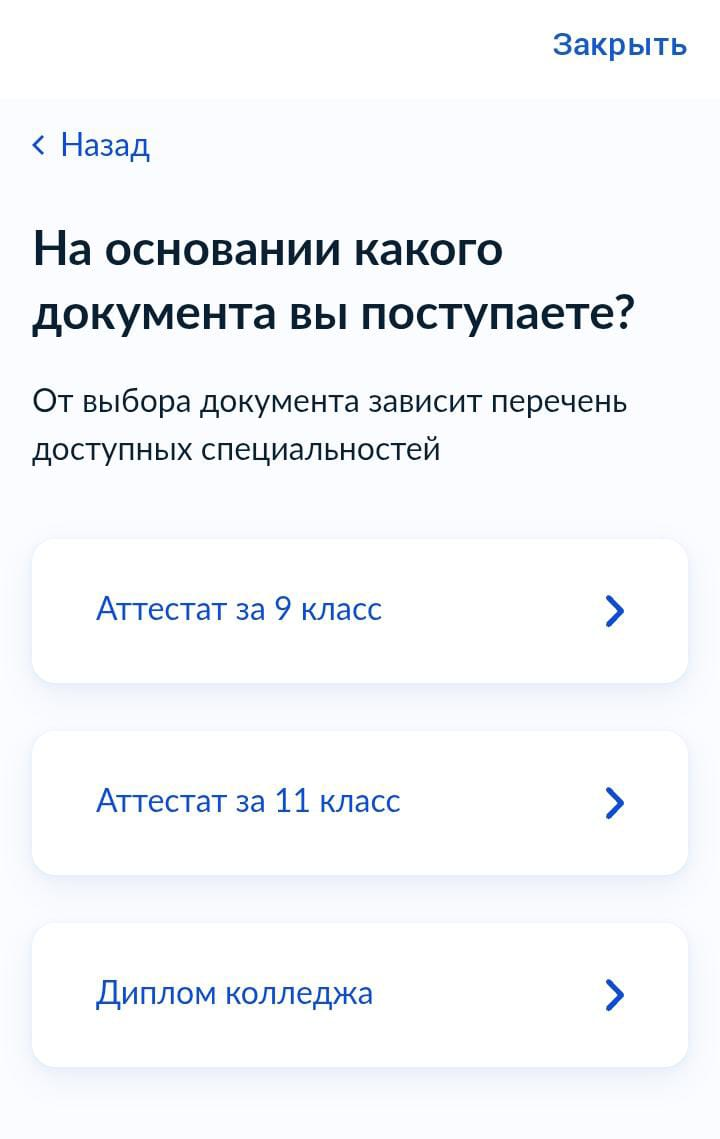 Закрыть
Назад
На основании какого
документа вы поступаете?
От выбора документа зависит перечень
доступных специальностей
Аттестат за 9 класс
Аттестат за 11 класс
Диплом колледжа